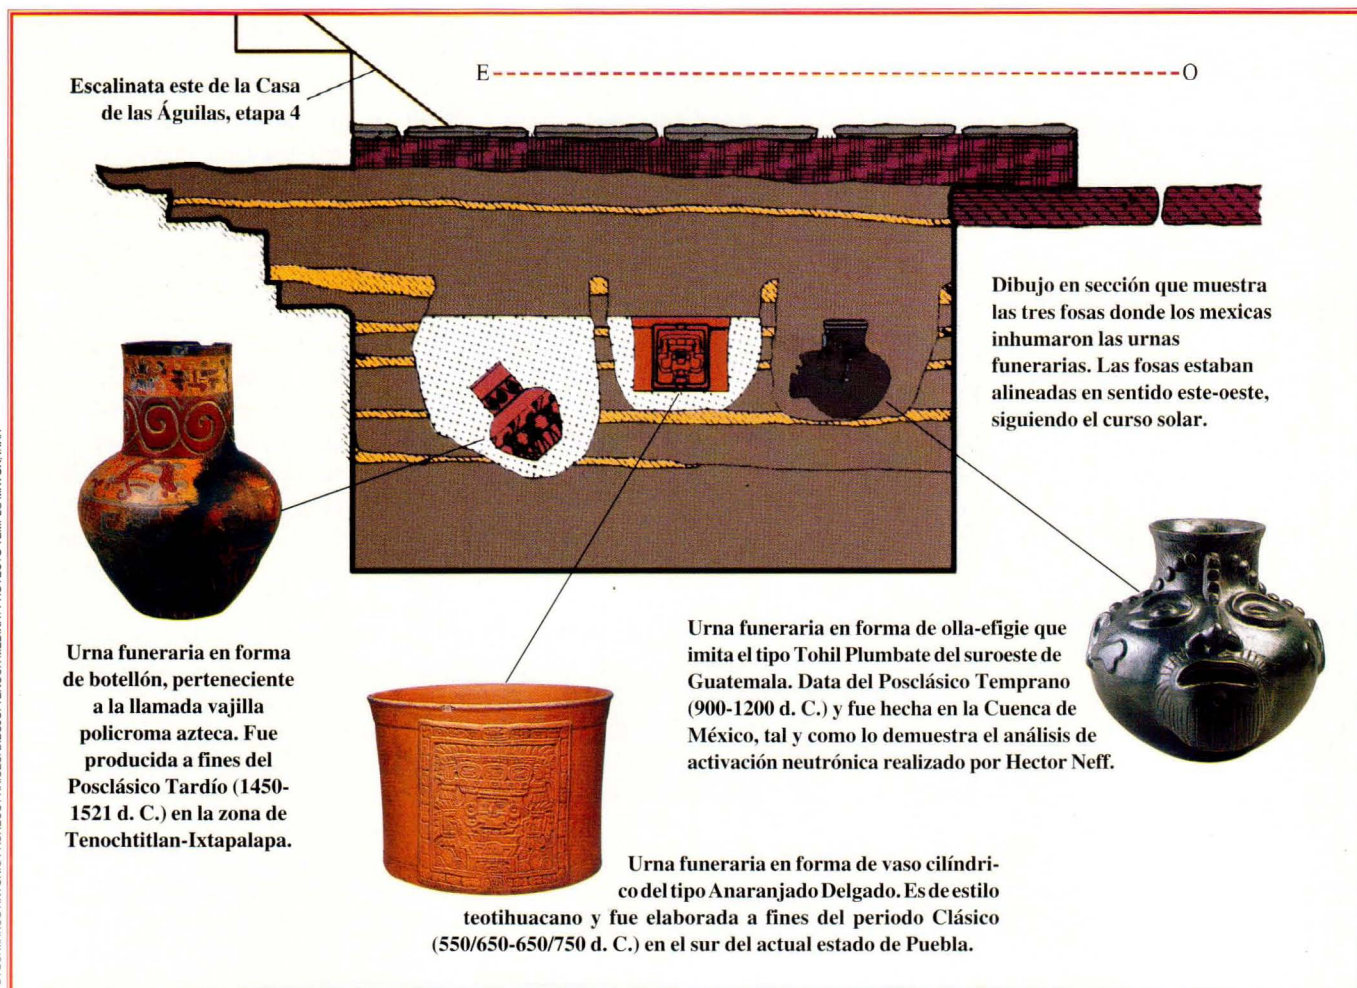 Escalinata este de la Casa
de las Águilas, etapa 4
E
O
Dibujo en sección que muestra
las tres fosas donde los mexicas
inhumaron las urnas
funerarias. Las fosas estaban
alineadas en sentido este-oeste,
siguiendo el curso solar.
Urna funeraria en forma
de botellón, perteneciente
a la llamada vajilla
policroma azteca. Fue
producida a fines del
Posclásico Tardío (1450-
1521 d. C.) en la zona de
Tenochtitlan-Ixtapalapa.
Urna funeraria en forma de olla-efigie que
imita el tipo Tohil Plumbate del suroeste de
Guatemala. Data del Posclásico Temprano
(900-1200 d. C.) y fue hecha en la Cuenca de
México, tal y como lo demuestra el análisis de
activación neutrónica realizado por Hector Neff.
Urna funeraria en forma de vaso cilíndri-
co del tipo Anaranjado Delgado. Es de estilo
teotihuacano y fue elaborada a fines del periodo Clásico
(550/650-650/750 d. C.) en el sur del actual estado de Puebla.